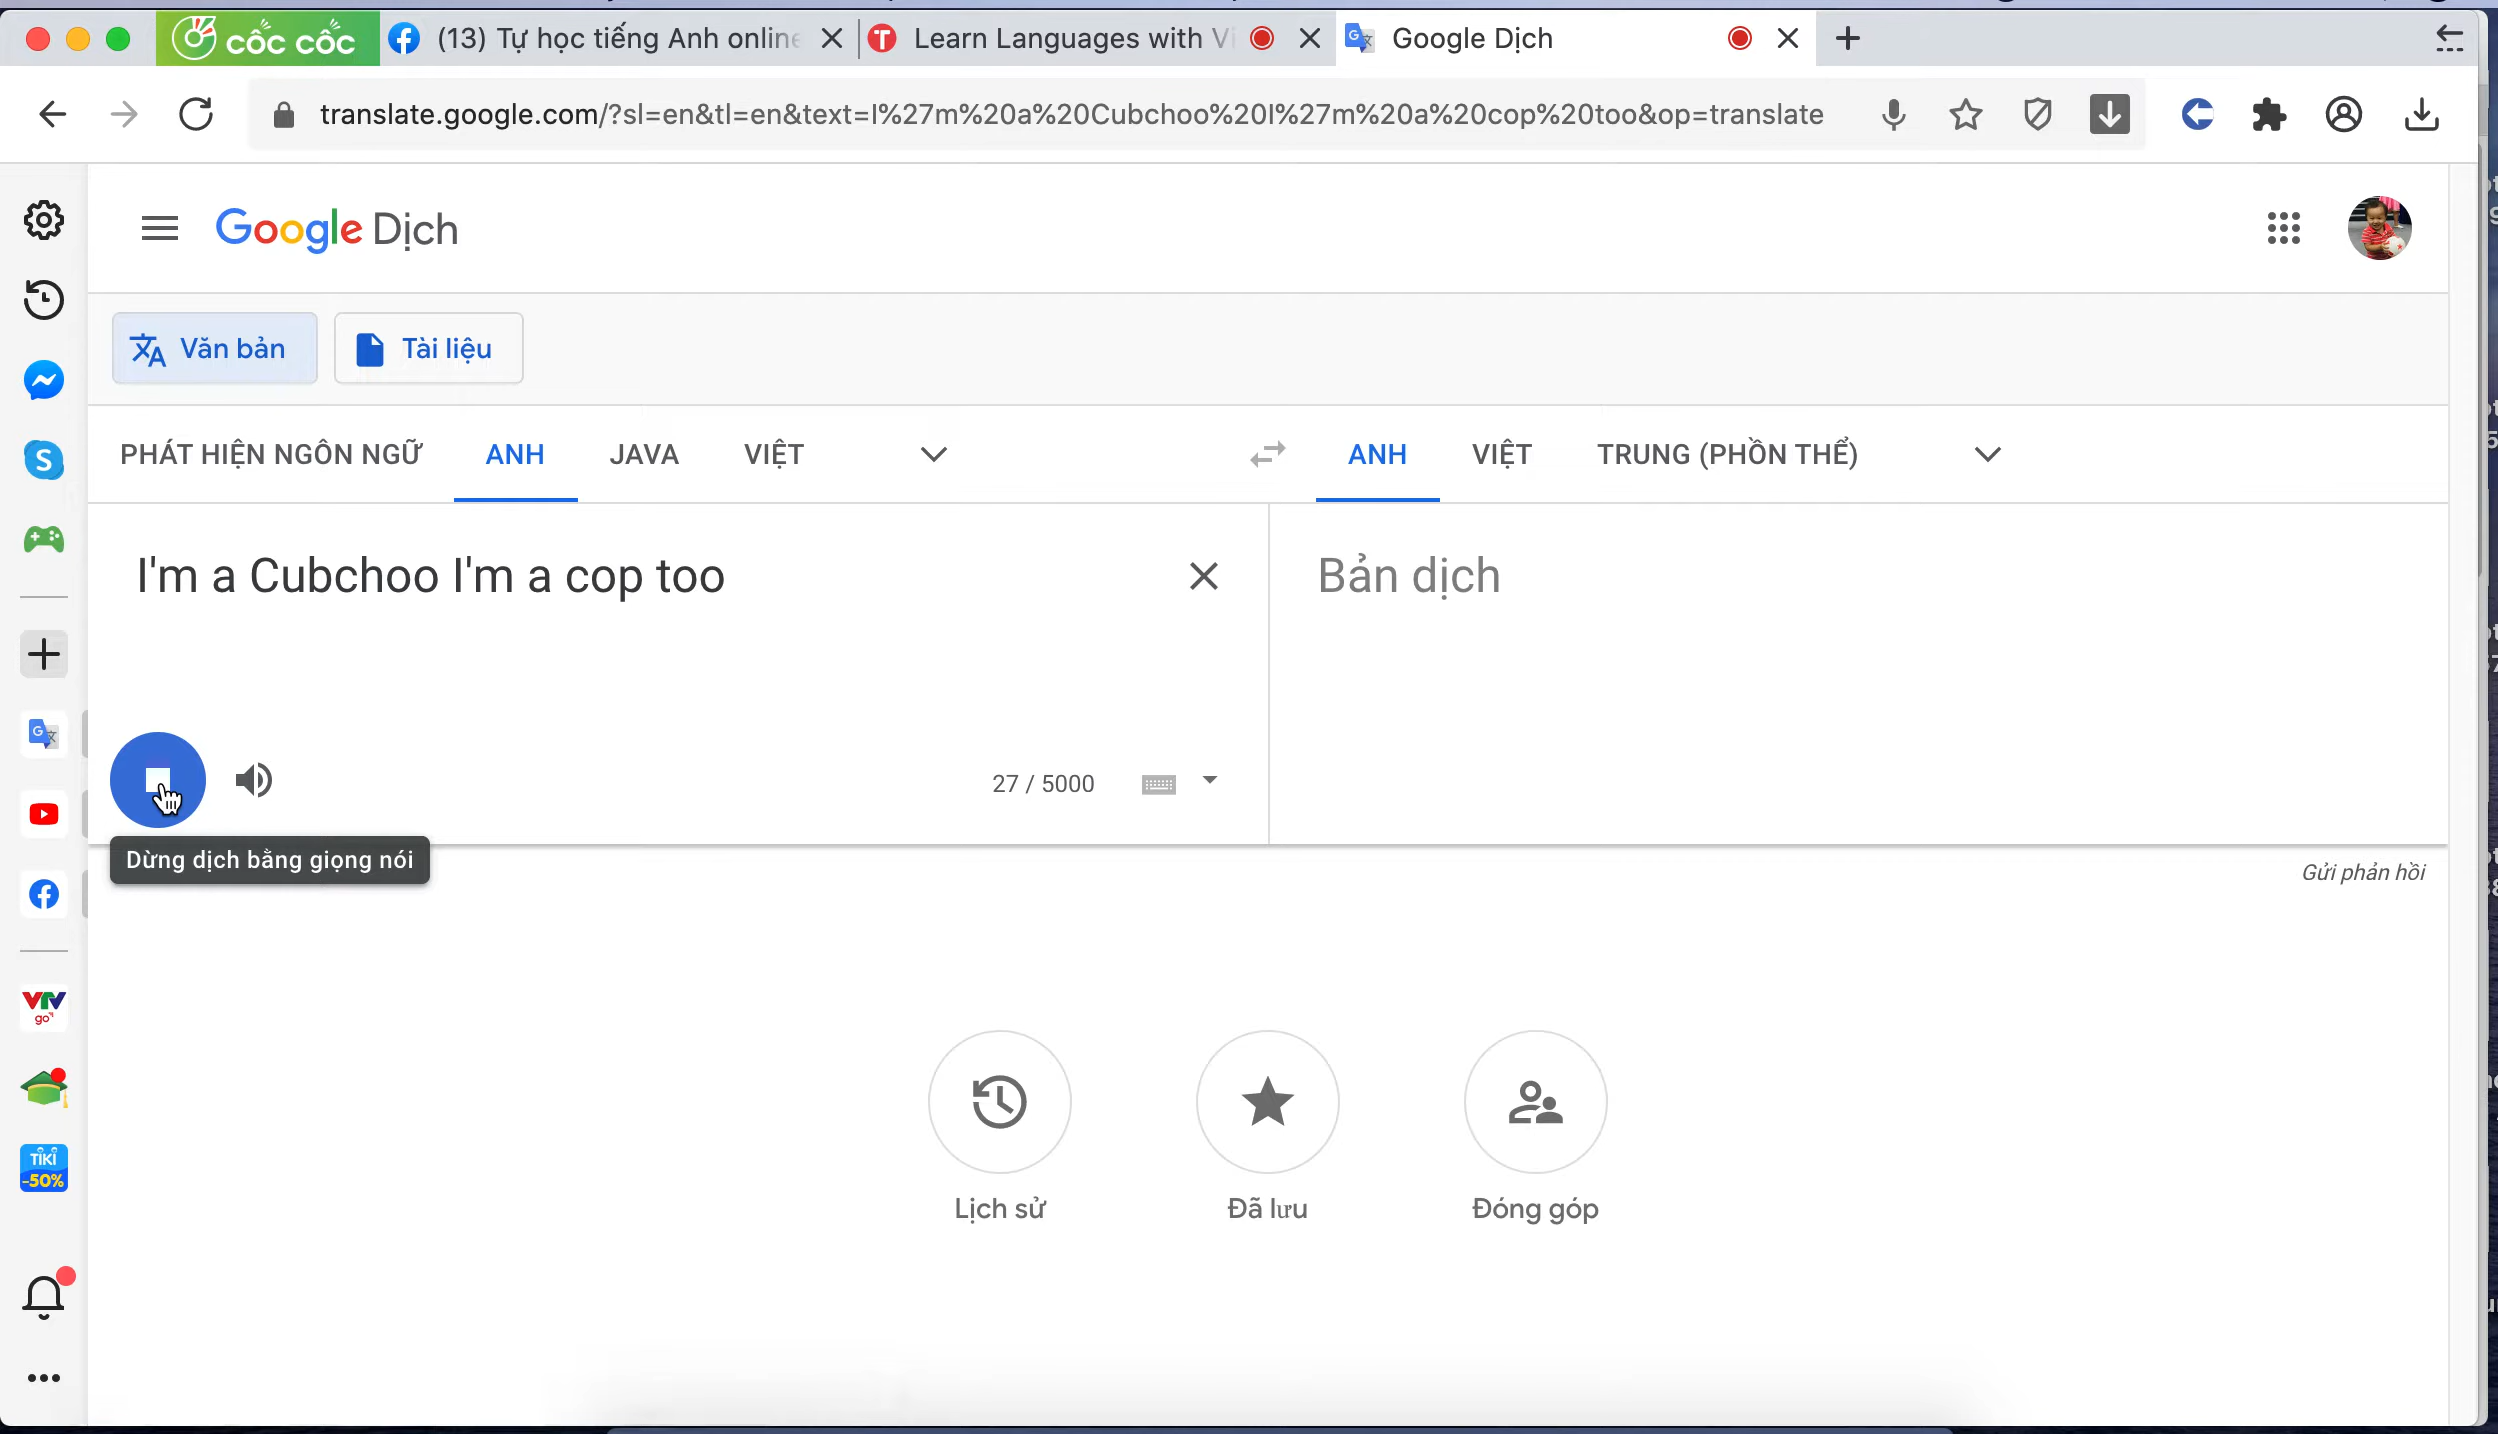 cốc cốc
(13) Tự học tiếng Anh online
Learn Languages with Vi
Google Dịch
translate.google.com/?sl=en&tl=en&text=I%27m%20a%20Cubchoo%20I%27m%20a%20cop%20too&op=translate
Google Dịch
Văn bản
Tài liệu
PHÁT HIỆN NGÔN NGỮ
ANH
JAVA
VIỆT
ANH
VIỆT
TRUNG (PHỒN THỂ)
I'm a Cubchoo I'm a cop too
Bản dịch
27 / 5000
Dừng dịch bằng giọng nói
Gửi phản hồi
VTV
go
TIKI
-50%
Lịch sử
Đã lưu
Đóng góp